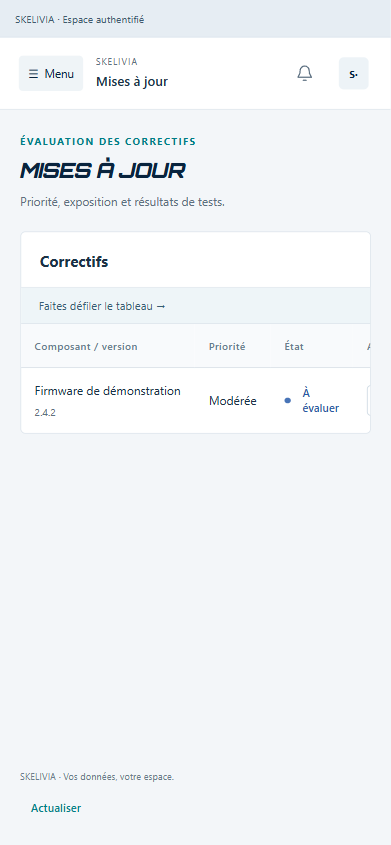 SKELIVIA · Espace authentifié
☰ Menu
SKELIVIA
Mises à jour
S·
ÉVALUATION DES CORRECTIFS
MISES À JOUR
Priorité, exposition et résultats de tests.
Correctifs
Faites défiler le tableau →
Composant / version Priorité État
Firmware de démonstration
2.4.2
Modérée
À
évaluer
SKELIVIA · Vos données, votre espace.
Actualiser